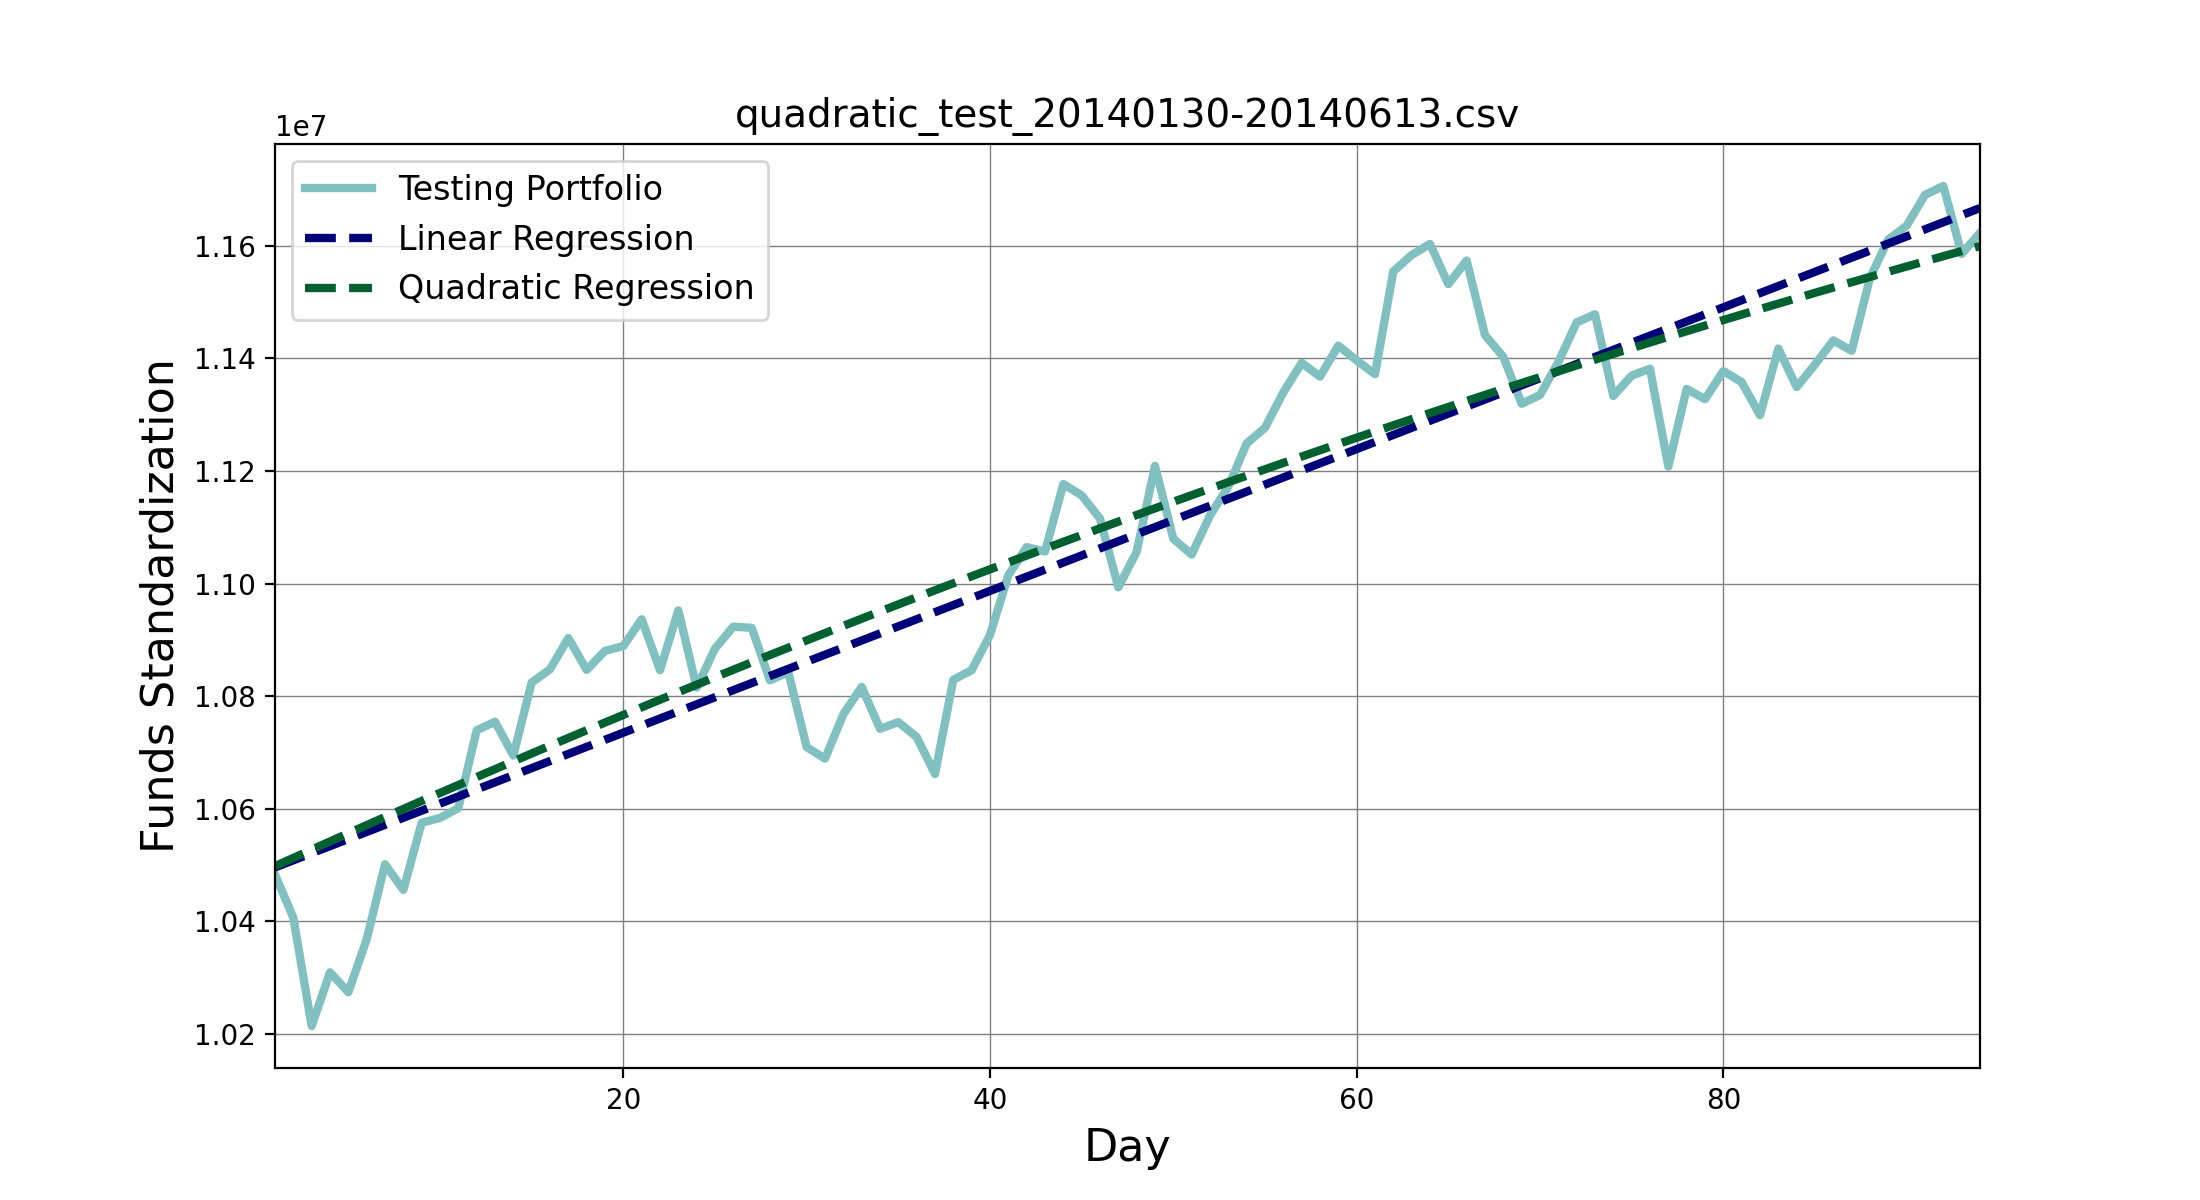 quadratic_test_20140130-20140613.csv
1e7
Testing Portfolio
Linear Regression
Quadratic Regression
1.16
1.14
1.12
1.10
1.08
1.06
1.04
1.02
Funds Standardization
20 40 60 80
Day